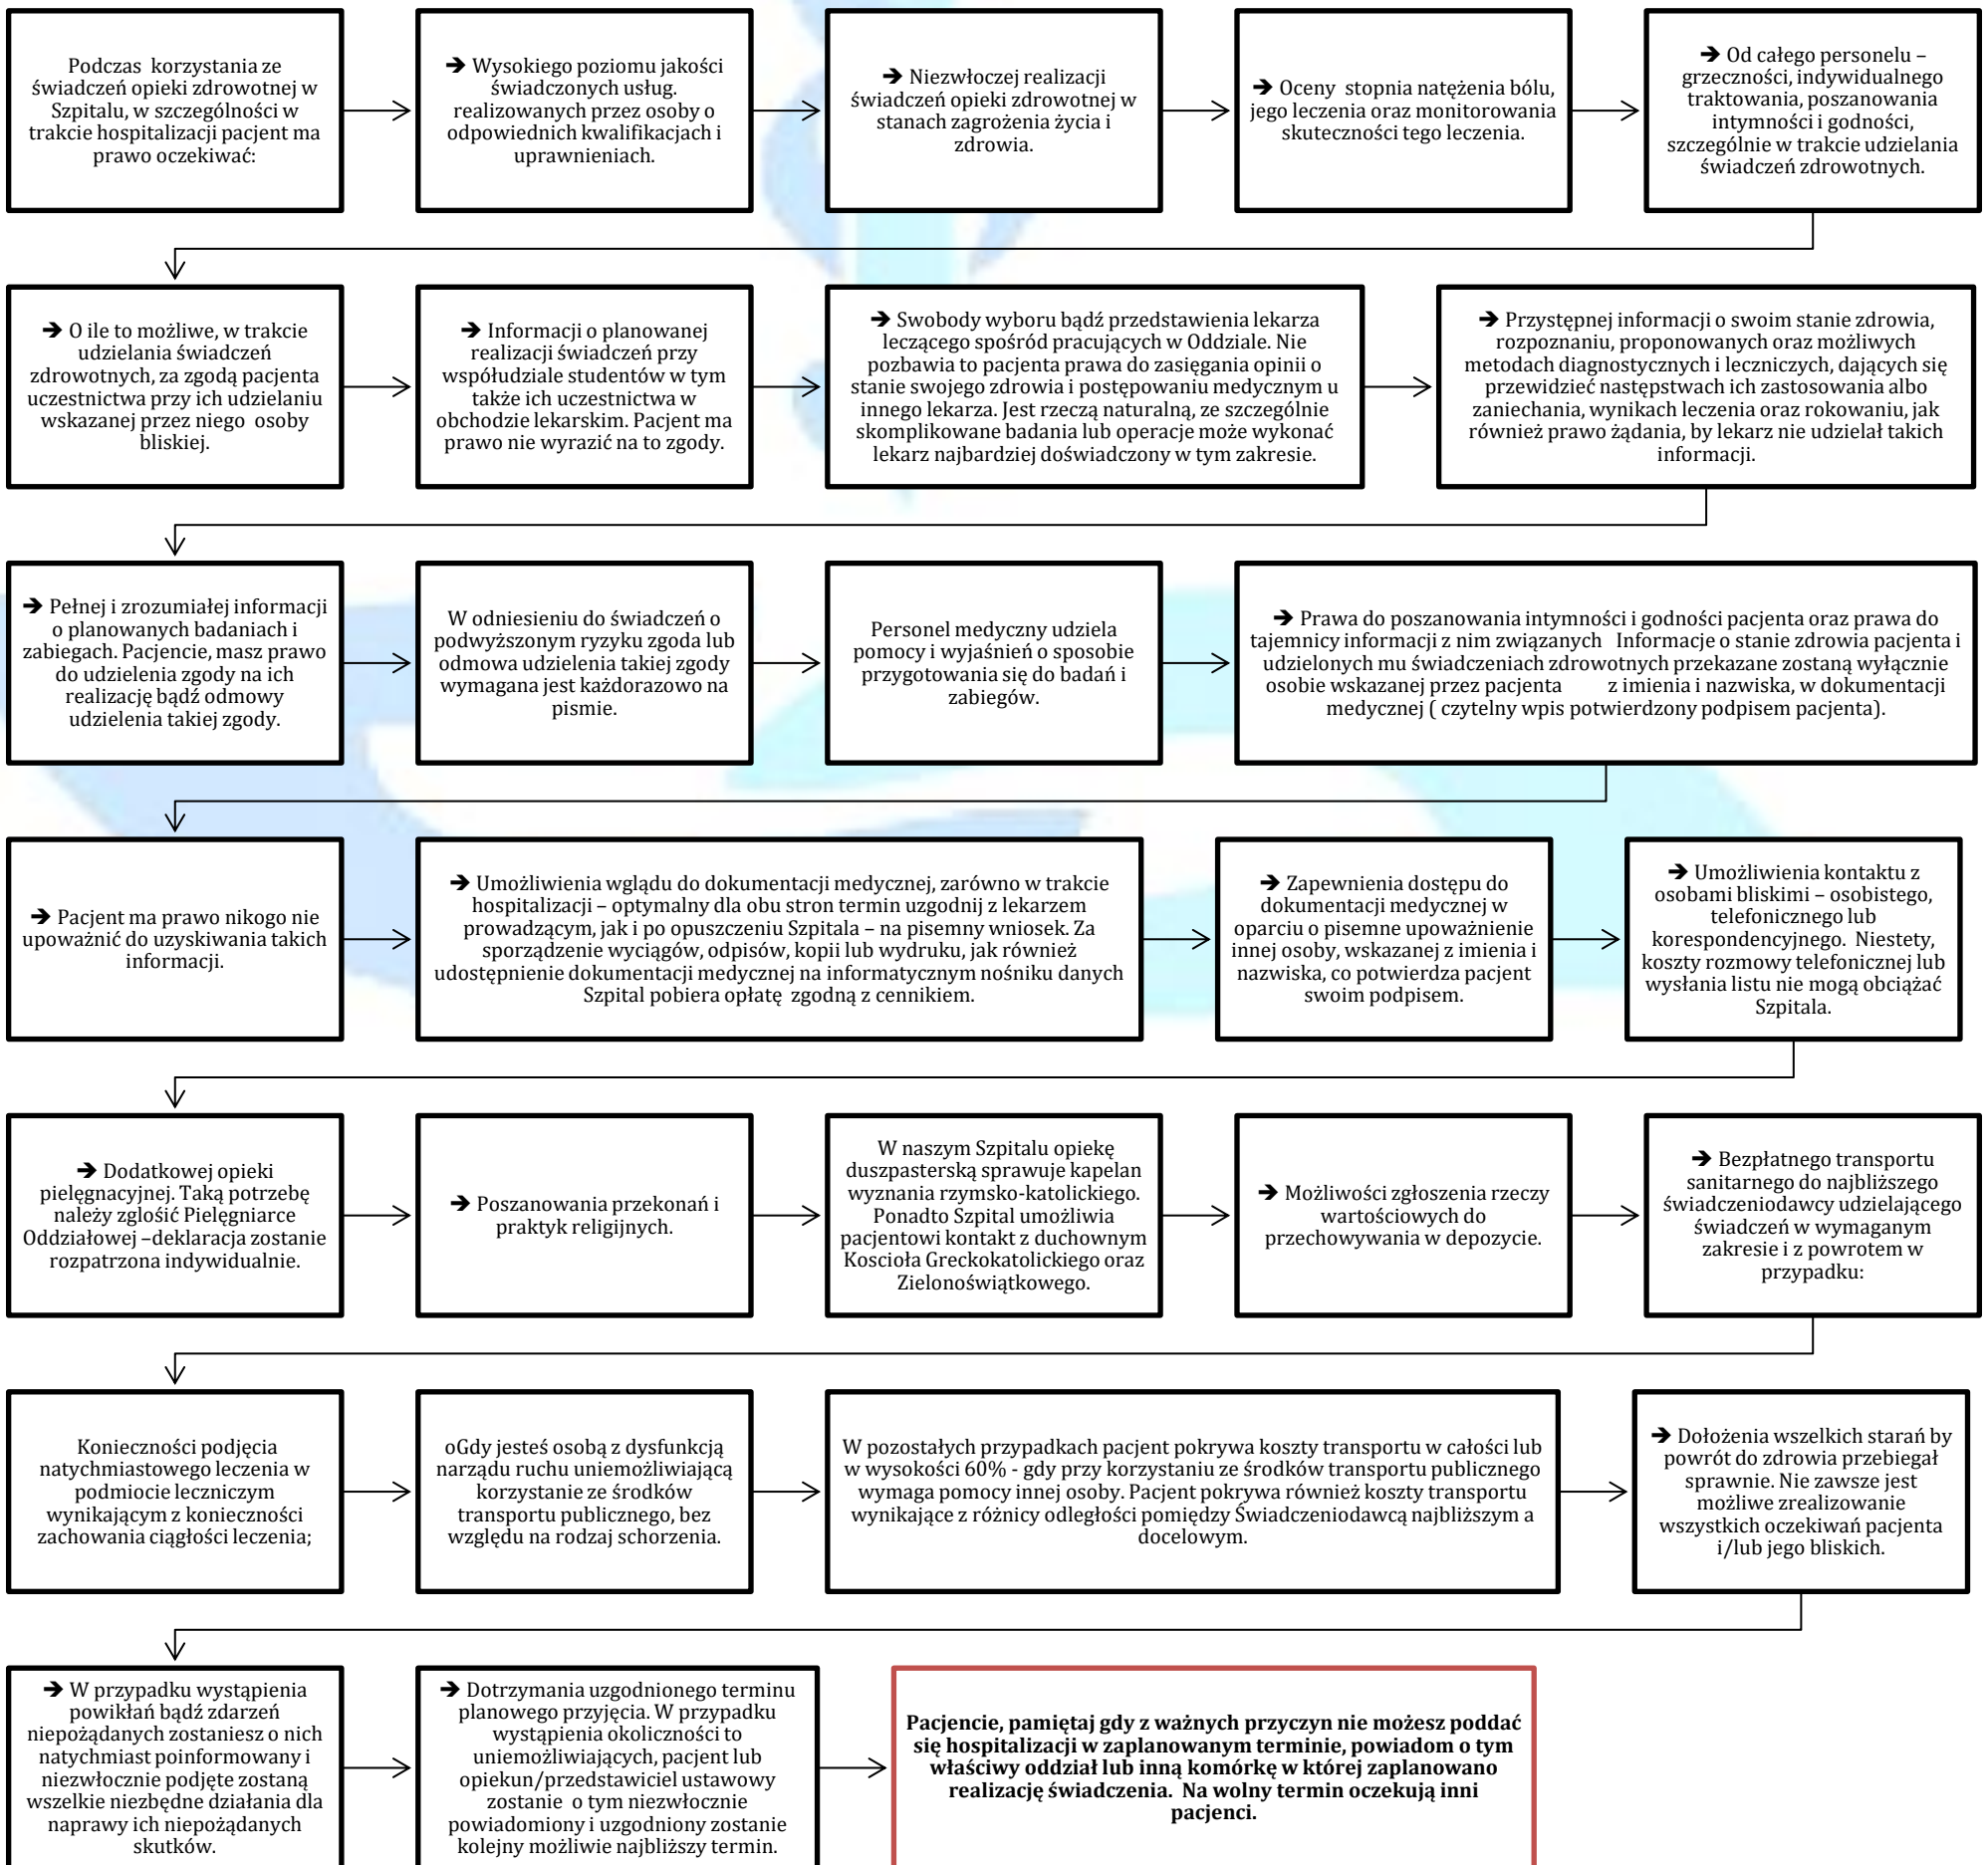 Podczas korzystania ze
świadczeń opieki zdrowotnej w
Szpitalu, w szczególności w
trakcie hospitalizacji pacjent ma
prawo oczekiwać:
➔ Wysokiego poziomu jakości
świadczonych usług.
realizowanych przez osoby o
odpowiednich kwalifikacjach i
uprawnieniach.
➔ Niezwłoczej realizacji
świadczeń opieki zdrowotnej w
stanach zagrożenia życia i
zdrowia.
➔ Oceny stopnia natężenia bólu,
jego leczenia oraz monitorowania
skuteczności tego leczenia.
➔ Od całego personelu –
grzeczności, indywidualnego
traktowania, poszanowania
intymności i godności,
szczególnie w trakcie udzielania
świadczeń zdrowotnych.
➔ O ile to możliwe, w trakcie
udzielania świadczeń
zdrowotnych, za zgodą pacjenta
uczestnictwa przy ich udzielaniu
wskazanej przez niego osoby
bliskiej.
➔ Informacji o planowanej
realizacji świadczeń przy
współudziale studentów w tym
także ich uczestnictwa w
obchodzie lekarskim. Pacjent ma
prawo nie wyrazić na to zgody.
➔ Swobody wyboru bądź przedstawienia lekarza
leczącego spośród pracujących w Oddziale. Nie
pozbawia to pacjenta prawa do zasięgania opinii o
stanie swojego zdrowia i postępowaniu medycznym u
innego lekarza. Jest rzeczą naturalną, ze szczególnie
skomplikowane badania lub operacje może wykonać
lekarz najbardziej doświadczony w tym zakresie.
➔ Przystępnej informacji o swoim stanie zdrowia,
rozpoznaniu, proponowanych oraz możliwych
metodach diagnostycznych i leczniczych, dających się
przewidzieć następstwach ich zastosowania albo
zaniechania, wynikach leczenia oraz rokowaniu, jak
również prawo żądania, by lekarz nie udzielał takich
informacji.
➔ Pełnej i zrozumiałej informacji
o planowanych badaniach i
zabiegach. Pacjencie, masz prawo
do udzielenia zgody na ich
realizację bądź odmowy
udzielenia takiej zgody.
W odniesieniu do świadczeń o
podwyższonym ryzyku zgoda lub
odmowa udzielenia takiej zgody
wymagana jest każdorazowo na
pismie.
Personel medyczny udziela
pomocy i wyjaśnień o sposobie
przygotowania się do badań i
zabiegów.
➔ Prawa do poszanowania intymności i godności pacjenta oraz prawa do
tajemnicy informacji z nim związanych Informacje o stanie zdrowia pacjenta i
udzielonych mu świadczeniach zdrowotnych przekazane zostaną wyłącznie
osobie wskazanej przez pacjenta z imienia i nazwiska, w dokumentacji
medycznej ( czytelny wpis potwierdzony podpisem pacjenta).
➔ Pacjent ma prawo nikogo nie
upoważnić do uzyskiwania takich
informacji.
➔ Umożliwienia wglądu do dokumentacji medycznej, zarówno w trakcie
hospitalizacji – optymalny dla obu stron termin uzgodnij z lekarzem
prowadzącym, jak i po opuszczeniu Szpitala – na pisemny wniosek. Za
sporządzenie wyciągów, odpisów, kopii lub wydruku, jak również
udostępnienie dokumentacji medycznej na informatycznym nośniku danych
Szpital pobiera opłatę zgodną z cennikiem.
➔ Zapewnienia dostępu do
dokumentacji medycznej w
oparciu o pisemne upoważnienie
innej osoby, wskazanej z imienia i
nazwiska, co potwierdza pacjent
swoim podpisem.
➔ Umożliwienia kontaktu z
osobami bliskimi – osobistego,
telefonicznego lub
korespondencyjnego. Niestety,
koszty rozmowy telefonicznej lub
wysłania listu nie mogą obciążać
Szpitala.
➔ Dodatkowej opieki
pielęgnacyjnej. Taką potrzebę
należy zgłosić Pielęgniarce
Oddziałowej –deklaracja zostanie
rozpatrzona indywidualnie.
➔ Poszanowania przekonań i
praktyk religijnych.
W naszym Szpitalu opiekę
duszpasterską sprawuje kapelan
wyznania rzymsko-katolickiego.
Ponadto Szpital umożliwia
pacjentowi kontakt z duchownym
Koscioła Greckokatolickiego oraz
Zielonoświątkowego.
➔ Możliwości zgłoszenia rzeczy
wartościowych do
przechowywania w depozycie.
➔ Bezpłatnego transportu
sanitarnego do najbliższego
świadczeniodawcy udzielającego
świadczeń w wymaganym
zakresie i z powrotem w
przypadku:
Konieczności podjęcia
natychmiastowego leczenia w
podmiocie leczniczym
wynikającym z konieczności
zachowania ciągłości leczenia;
oGdy jesteś osobą z dysfunkcją
narządu ruchu uniemożliwiającą
korzystanie ze środków
transportu publicznego, bez
względu na rodzaj schorzenia.
W pozostałych przypadkach pacjent pokrywa koszty transportu w całości lub
w wysokości 60% - gdy przy korzystaniu ze środków transportu publicznego
wymaga pomocy innej osoby. Pacjent pokrywa również koszty transportu
wynikające z różnicy odległości pomiędzy Świadczeniodawcą najbliższym a
docelowym.
➔ Dołożenia wszelkich starań by
powrót do zdrowia przebiegał
sprawnie. Nie zawsze jest
możliwe zrealizowanie
wszystkich oczekiwań pacjenta
i/lub jego bliskich.
➔ W przypadku wystąpienia
powikłań bądź zdarzeń
niepożądanych zostaniesz o nich
natychmiast poinformowany i
niezwłocznie podjęte zostaną
wszelkie niezbędne działania dla
naprawy ich niepożądanych
skutków.
➔ Dotrzymania uzgodnionego terminu
planowego przyjęcia. W przypadku
wystąpienia okoliczności to
uniemożliwiających, pacjent lub
opiekun/przedstawiciel ustawowy
zostanie o tym niezwłocznie
powiadomiony i uzgodniony zostanie
kolejny możliwie najbliższy termin.
Pacjencie, pamiętaj gdy z ważnych przyczyn nie możesz poddać
się hospitalizacji w zaplanowanym terminie, powiadom o tym
właściwy oddział lub inną komórkę w której zaplanowano
realizację świadczenia. Na wolny termin oczekują inni
pacjenci.